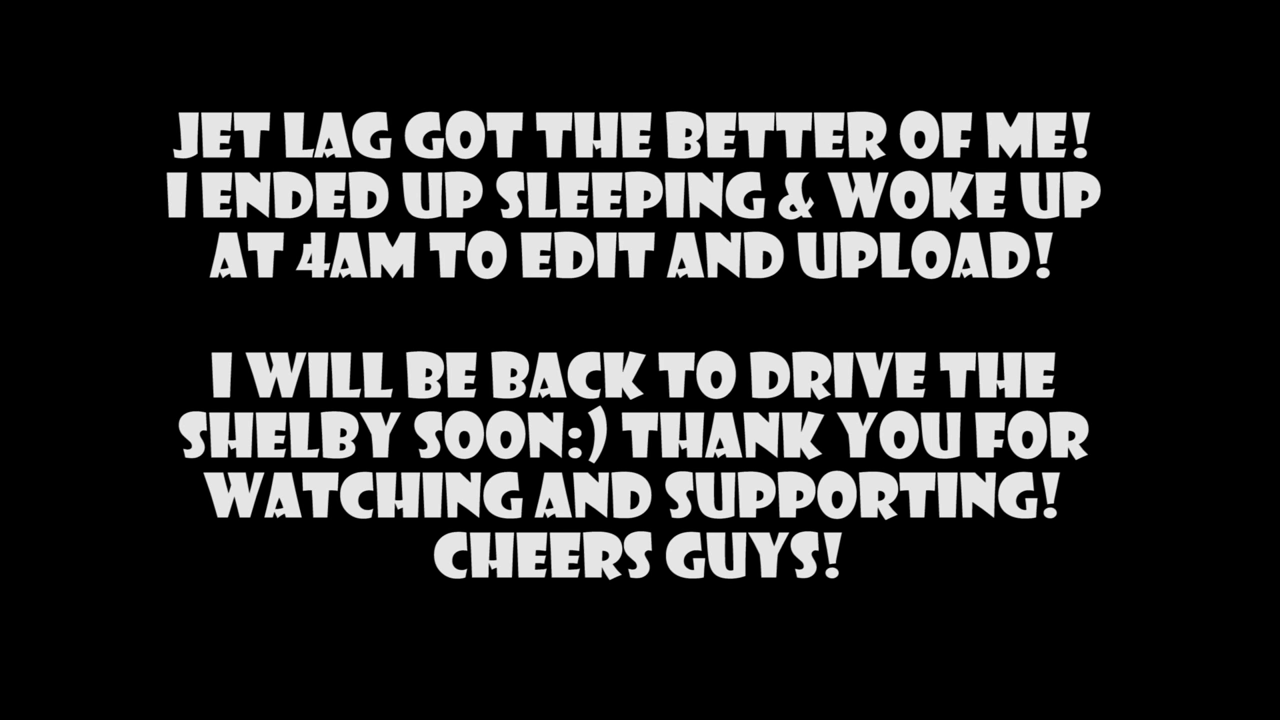 JET LAG GOT THE BETTER OF ME!
I ENDED UP SLEEPING & WOKE UP
AT 4AM TO EDIT AND UPLOAD!
I WILL BE BACK TO DRIVE THE
SHELBY SOON:) THANK YOU FOR
WATCHING AND SUPPORTING!
CHEERS GUYS!